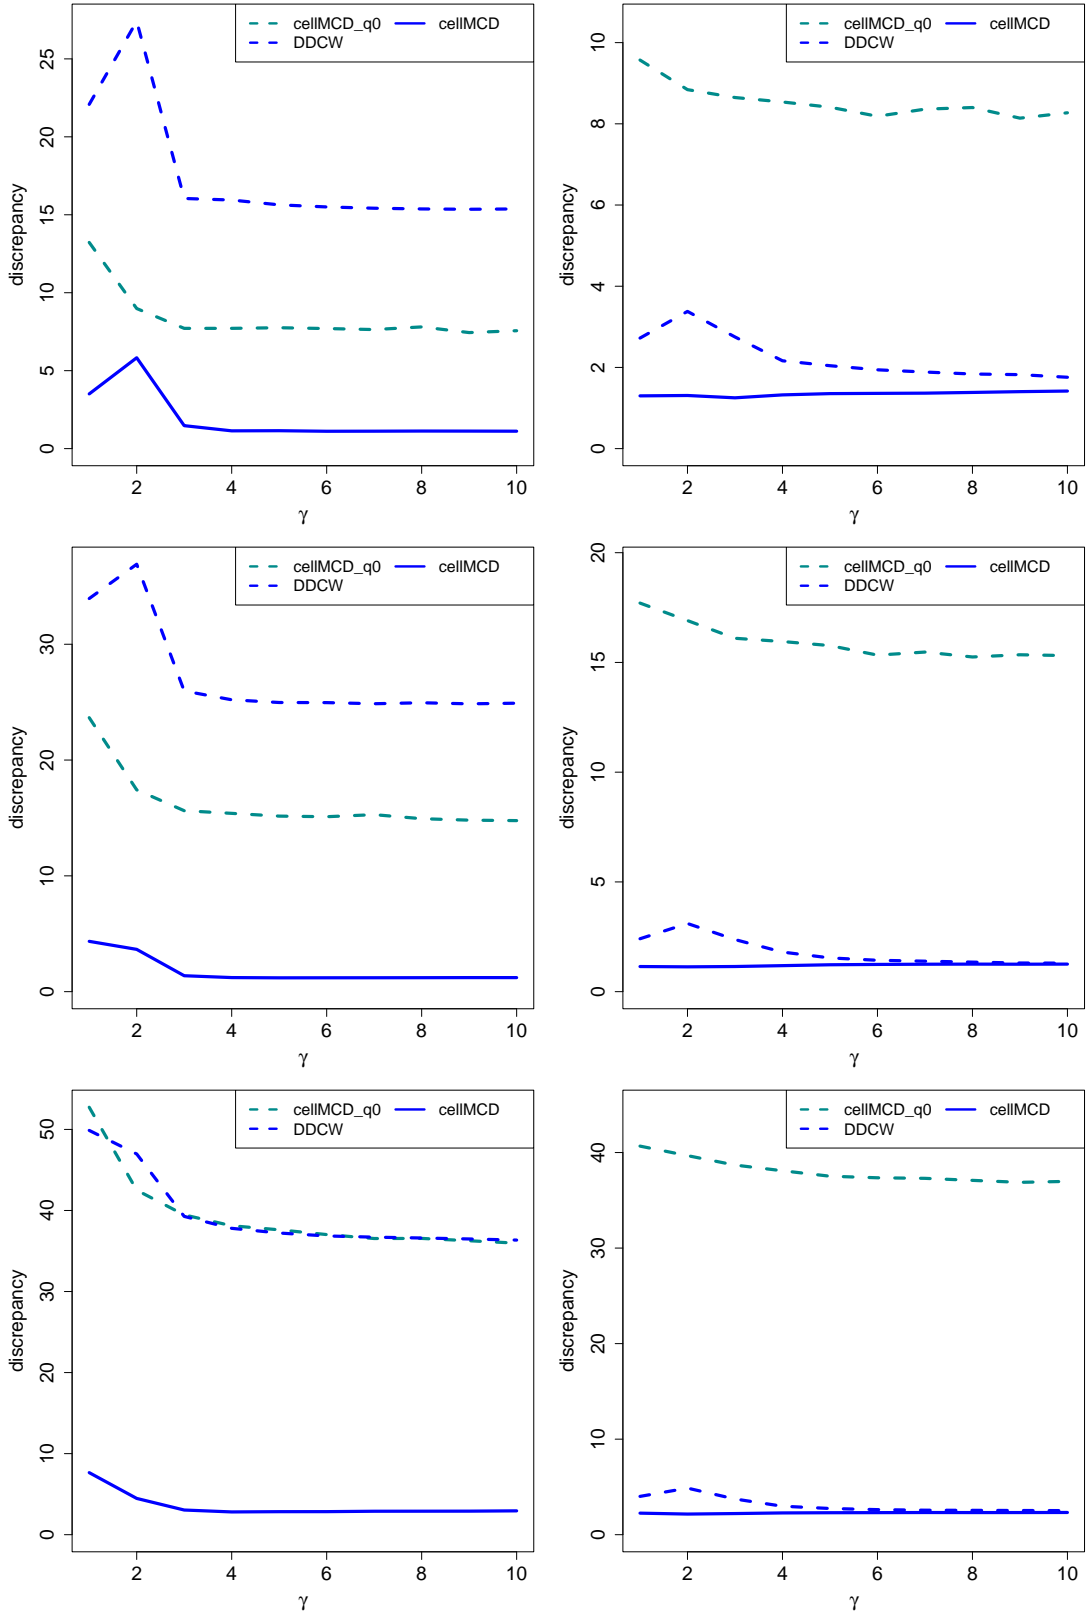 cellMCD_q0 cellMCD
DDCW
discrepancy
0 5 10 15 20 25
2 4 6 8 10
γ
cellMCD_q0 cellMCD
DDCW
discrepancy
0 2 4 6 8 10
2 4 6 8 10
γ
cellMCD_q0 cellMCD
DDCW
discrepancy
0 10 20 30
2 4 6 8 10
γ
cellMCD_q0 cellMCD
DDCW
discrepancy
0 5 10 15 20
2 4 6 8 10
γ
cellMCD_q0 cellMCD
DDCW
discrepancy
0 10 20 30 40 50
2 4 6 8 10
γ
cellMCD_q0 cellMCD
DDCW
discrepancy
0 10 20 30 40
2 4 6 8 10
γ